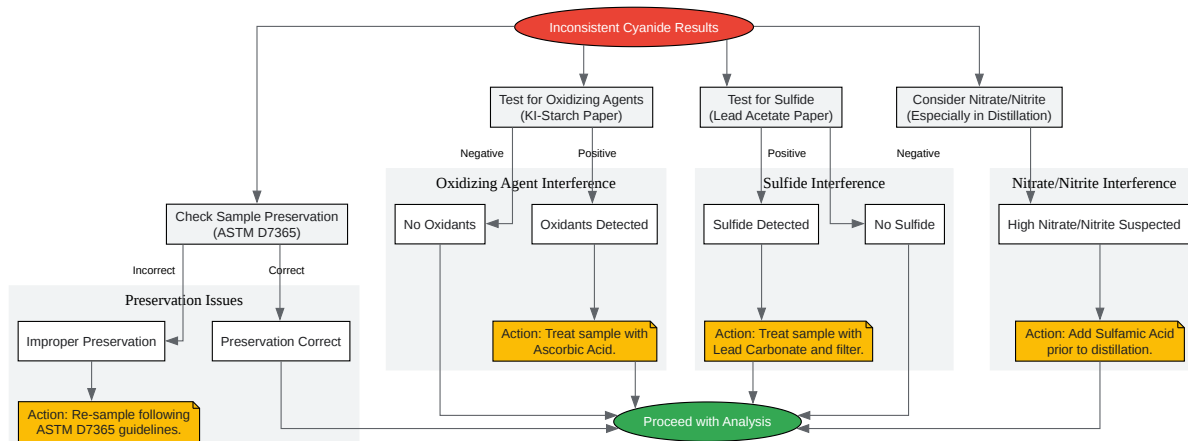 Inconsistent Cyanide Results
Test for Oxidizing Agents
(KI-Starch Paper)
Test for Sulfide
(Lead Acetate Paper)
Consider Nitrate/Nitrite
(Especially in Distillation)
Negative
Positive
Positive
Negative
Oxidizing Agent Interference
Sulfide Interference
Nitrate/Nitrite Interference
Check Sample Preservation
(ASTM D7365)
No Oxidants
Oxidants Detected
Sulfide Detected
No Sulfide
High Nitrate/Nitrite Suspected
Incorrect
Correct
Preservation Issues
Improper Preservation
Preservation Correct
Action: Treat sample with
Ascorbic Acid.
Action: Treat sample with
Lead Carbonate and filter.
Action: Add Sulfamic Acid
prior to distillation.
Action: Re-sample following
ASTM D7365 guidelines.
Proceed with Analysis